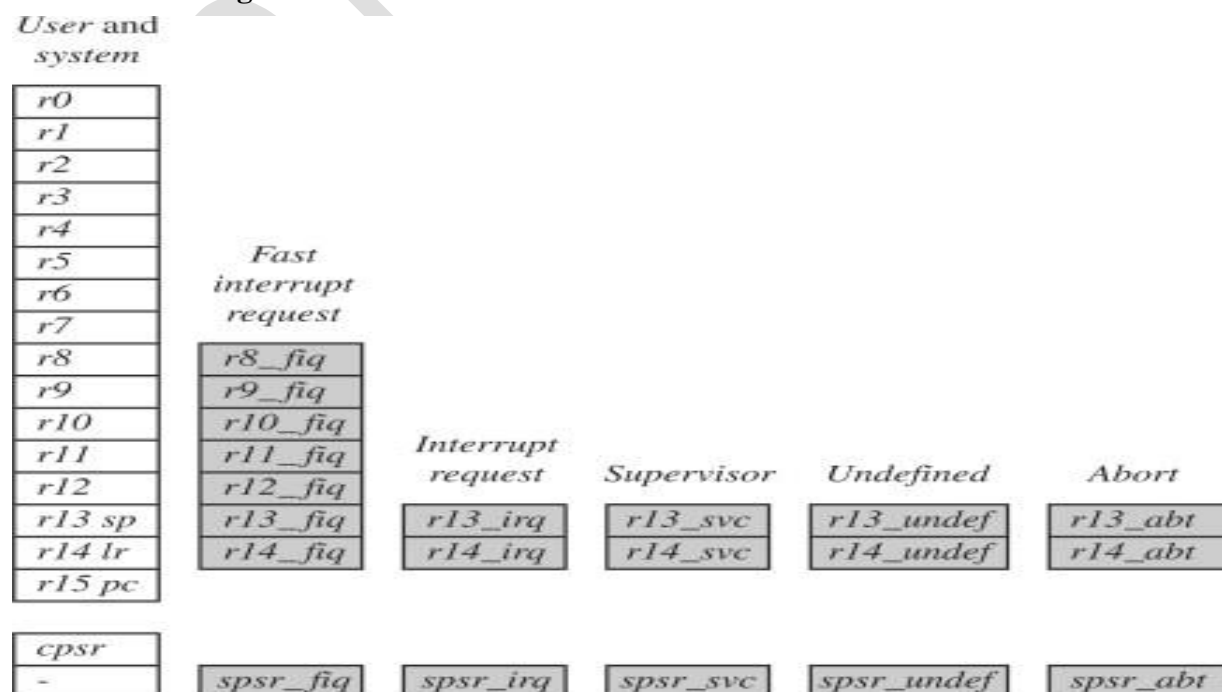 User and
system
r0
r1
r2
r3
r4
r5
r6
r7
r8
r9
r10
r11
r12
r13 sp
r14 lr
r15 pc
cpsr
-
Fast
interrupt
request
r8_fiq
r9_fiq
r10_fiq
r11_fiq
r12_fiq
r13_fiq
r14_fiq
spsr_fiq
Interrupt
request
r13_irq
r14_irq
spsr_irq
Supervisor
r13_svc
r14_svc
spsr_svc
Undefined
r13_undef
r14_undef
spsr_undef
Abort
r13_abt
r14_abt
spsr_abt